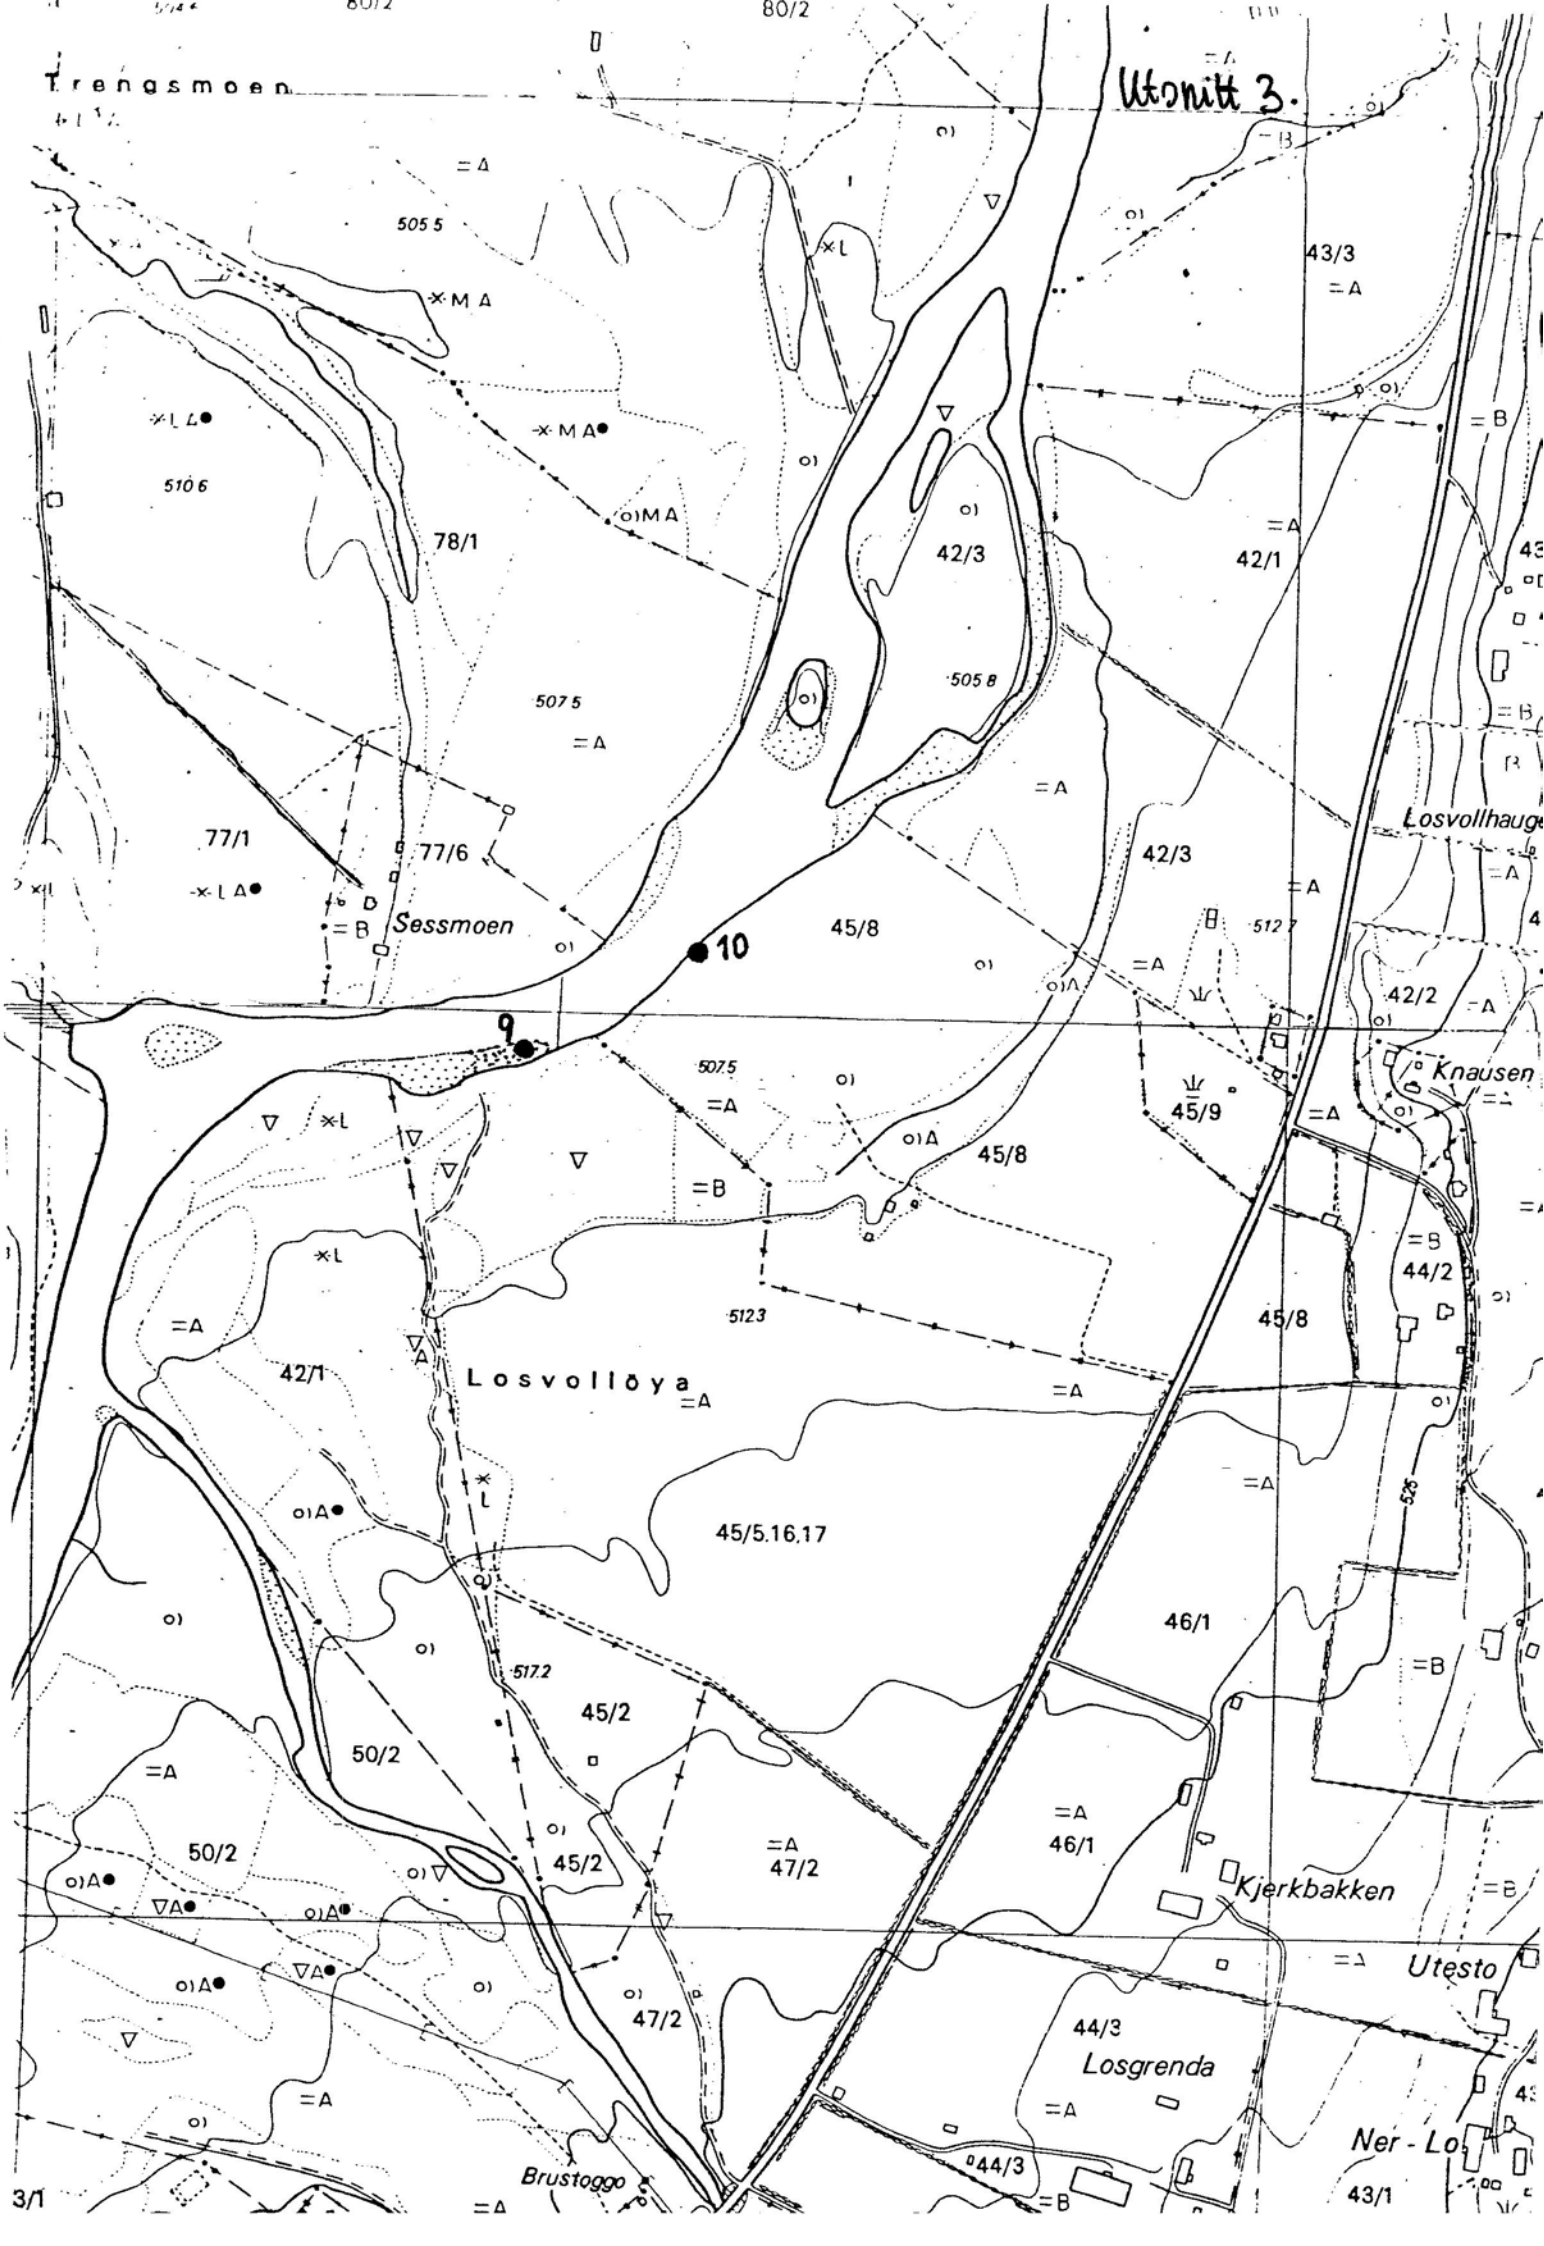 80/2
80/2
Trengsmoen
Utsnitt 3.
=A
=A
o)
=B
o)
▽
505 5
o)
43/3
=A
L
M A
L A
M A
o)
▽
=B
510 6
o)M A
o)
78/1
42/3
=A
42/1
43
507 5
505 8
=A
=B
=A
77/1
77/6
Losvollhauge
42/3
=A
=A
L A
=B
Sessmoen
45/8
512 7
o)
10
o)
=A
o)A
42/2
=A
9
o)
507.5
o)
Knausen
=A
45/9
=A
o)
L
o)A
45/8
=B
L
=B
44/2
=A
512.3
45/8
42/1
Losvollöya
=A
=A
o)
L
=A
525
o)A
45/5.16,17
o)
o)
o)
46/1
=B
517.2
45/2
50/2
=A
=A
50/2
o)
45/2
=A
47/2
46/1
o)A
▽A
o)A
o)▽
Kjerkbakken
=B
o)A
▽A
o)
o)
=A
Utesto
47/2
44/3
Losgrenda
=A
=A
o)
Ner-Lo
Brustoggo
44/3
3/1
=A
=B
43/1